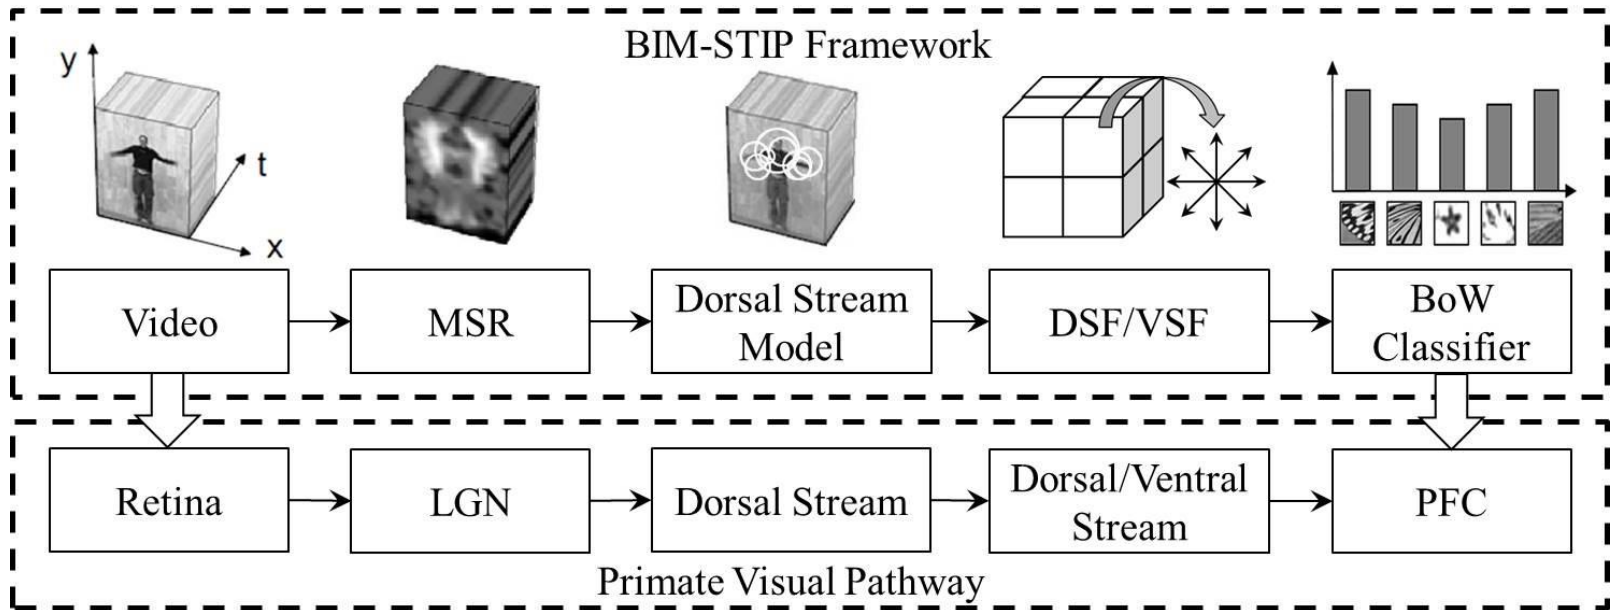 BIM-STIP Framework
y
t
x
Video
MSR
Dorsal Stream
Model
DSF/VSF
BoW
Classifier
Retina
LGN
Dorsal Stream
Dorsal/Ventral
Stream
PFC
Primate Visual Pathway